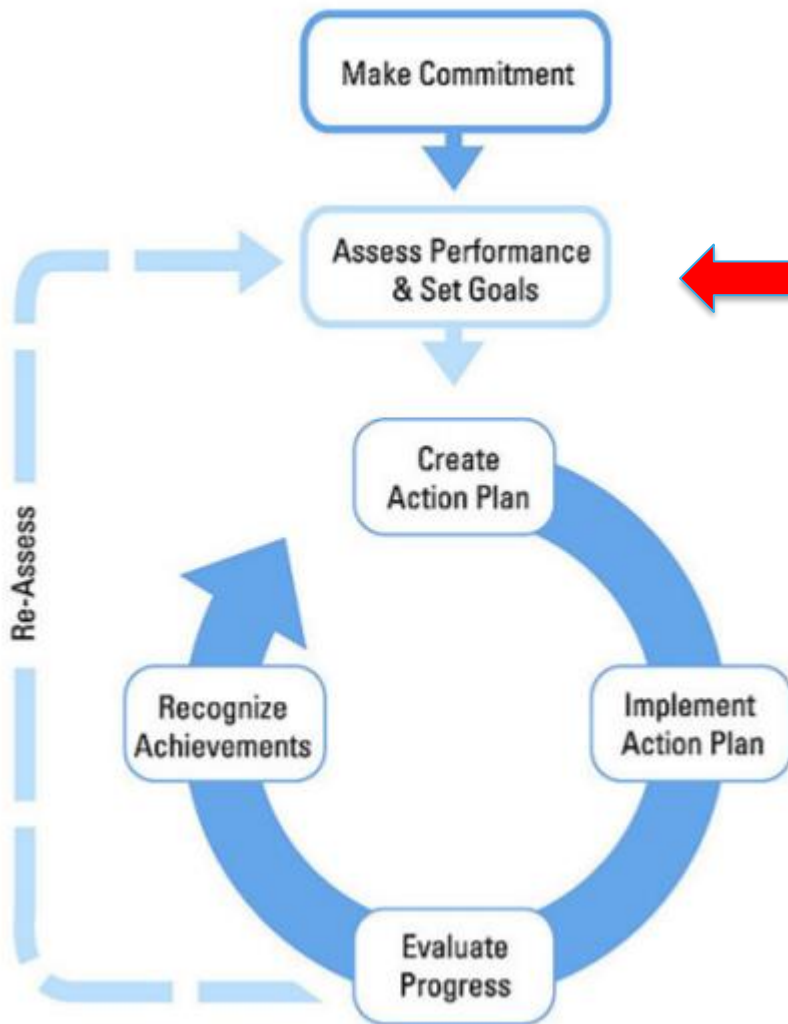 Make Commitment
Assess Performance
& Set Goals
Create
Action Plan
Re-Assess
Recognize
Achievements
Implement
Action Plan
Evaluate
Progress